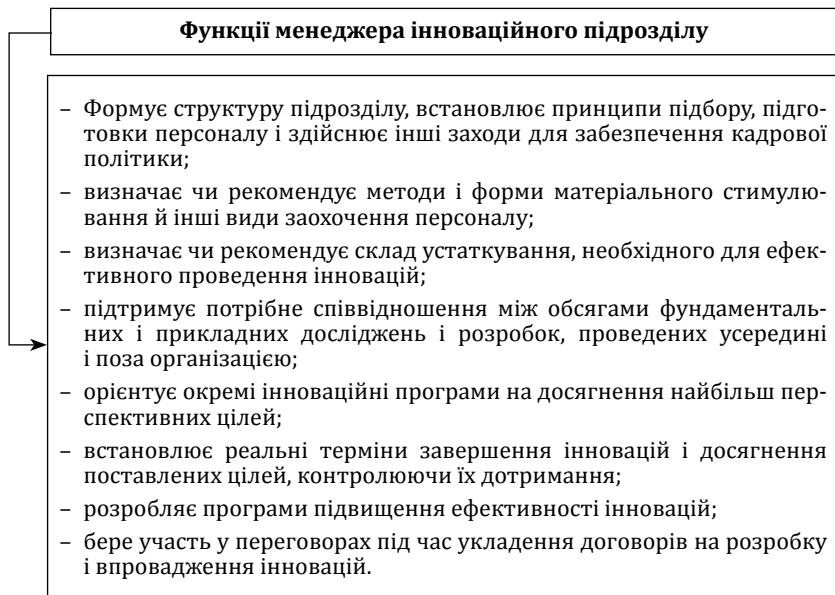 Функції менеджера інноваційного підрозділу
– Формує структуру підрозділу, встановлює принципи підбору, підго-
товки персоналу і здійснює інші заходи для забезпечення кадрової
політики;
– визначає чи рекомендує методи і форми матеріального стимулю-
вання й інші види заохочення персоналу;
– визначає чи рекомендує склад устаткування, необхідного для ефек-
тивного проведення інновацій;
– підтримує потрібне співвідношення між обсягами фундаменталь-
них і прикладних досліджень і розробок, проведених усередині
і поза організацією;
– орієнтує окремі інноваційні програми на досягнення найбільш пер-
спективних цілей;
– встановлює реальні терміни завершення інновацій і досягнення
поставлених цілей, контролюючи їх дотримання;
– розробляє програми підвищення ефективності інновацій;
– бере участь у переговорах під час укладення договорів на розробку
і впровадження інновацій.